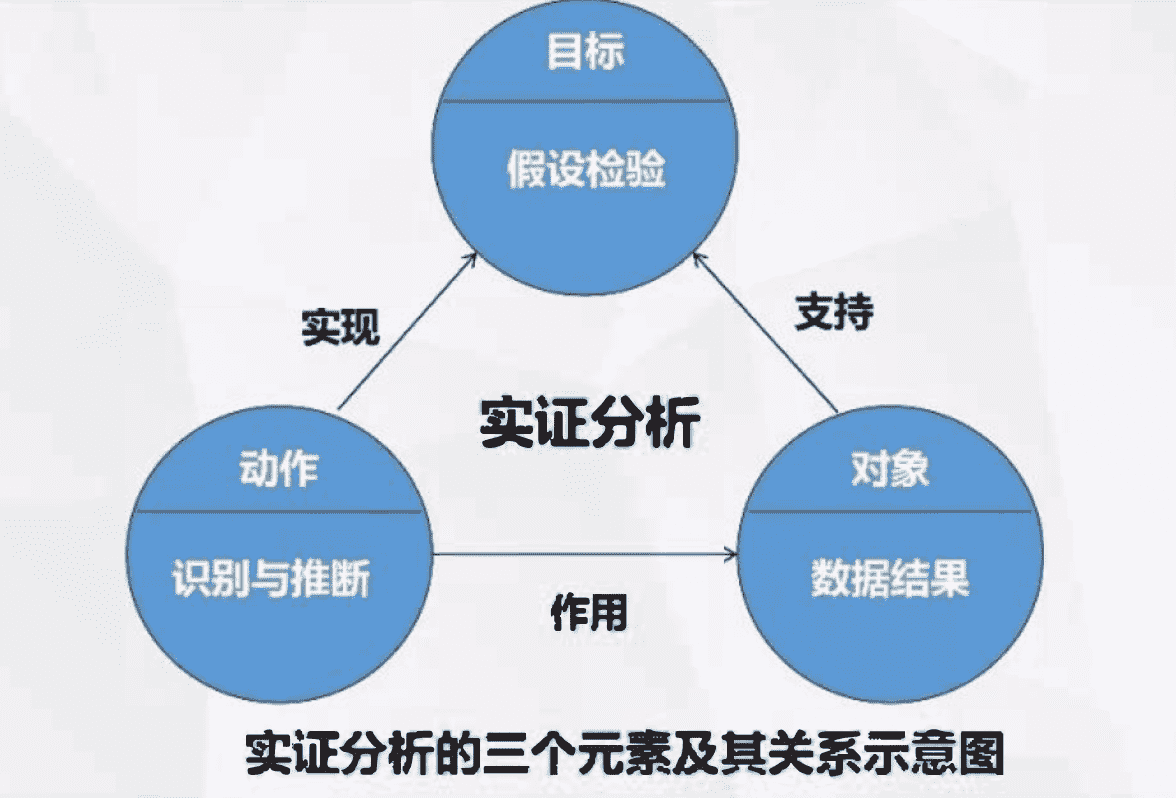 目标
假设检验
实现
支持
实证分析
动作
识别与推断
对象
数据结果
作用
实证分析的三个元素及其关系示意图